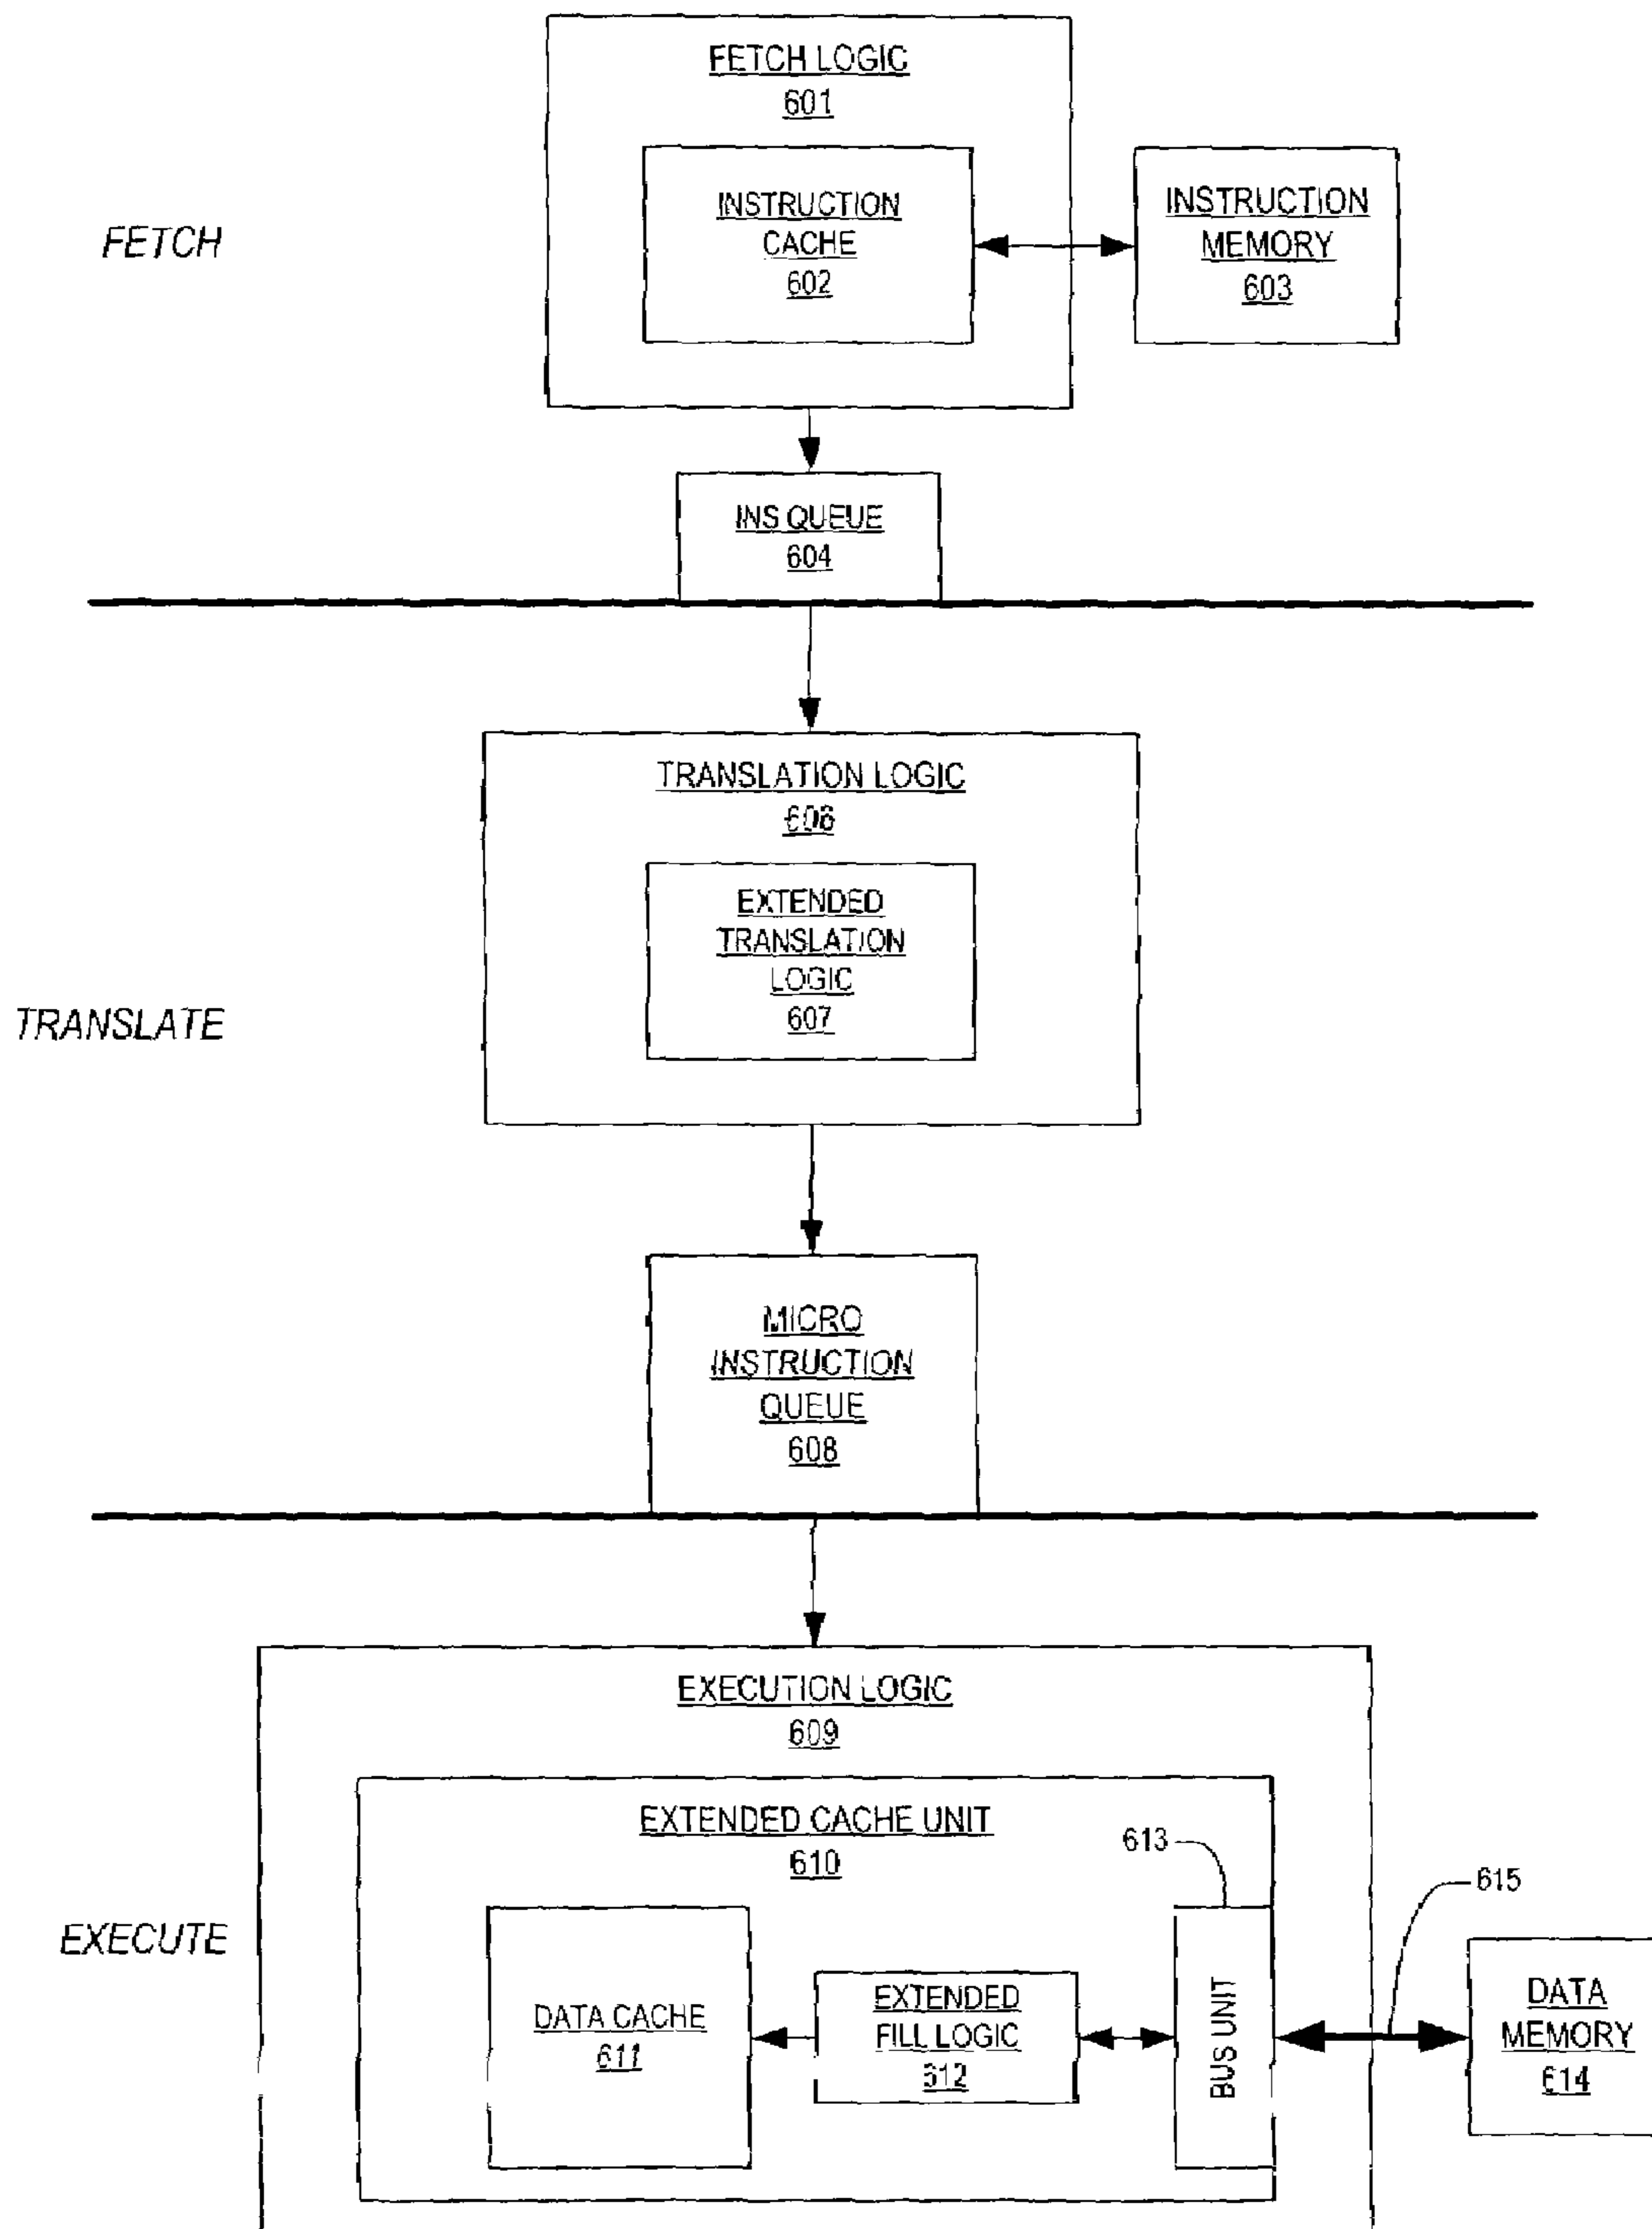 FETCH LOGIC
601
INSTRUCTION
CACHE
602
INSTRUCTION
MEMORY
603
FETCH
INS QUEUE
604
TRANSLATION LOGIC
606
EXTENDED
TRANSLATION
LOGIC
607
TRANSLATE
MICRO
INSTRUCTION
QUEUE
608
EXECUTION LOGIC
609
EXTENDED CACHE UNIT
610
613
615
EXECUTE
DATA CACHE
611
EXTENDED
FILL LOGIC
612
BUS UNIT
DATA
MEMORY
614